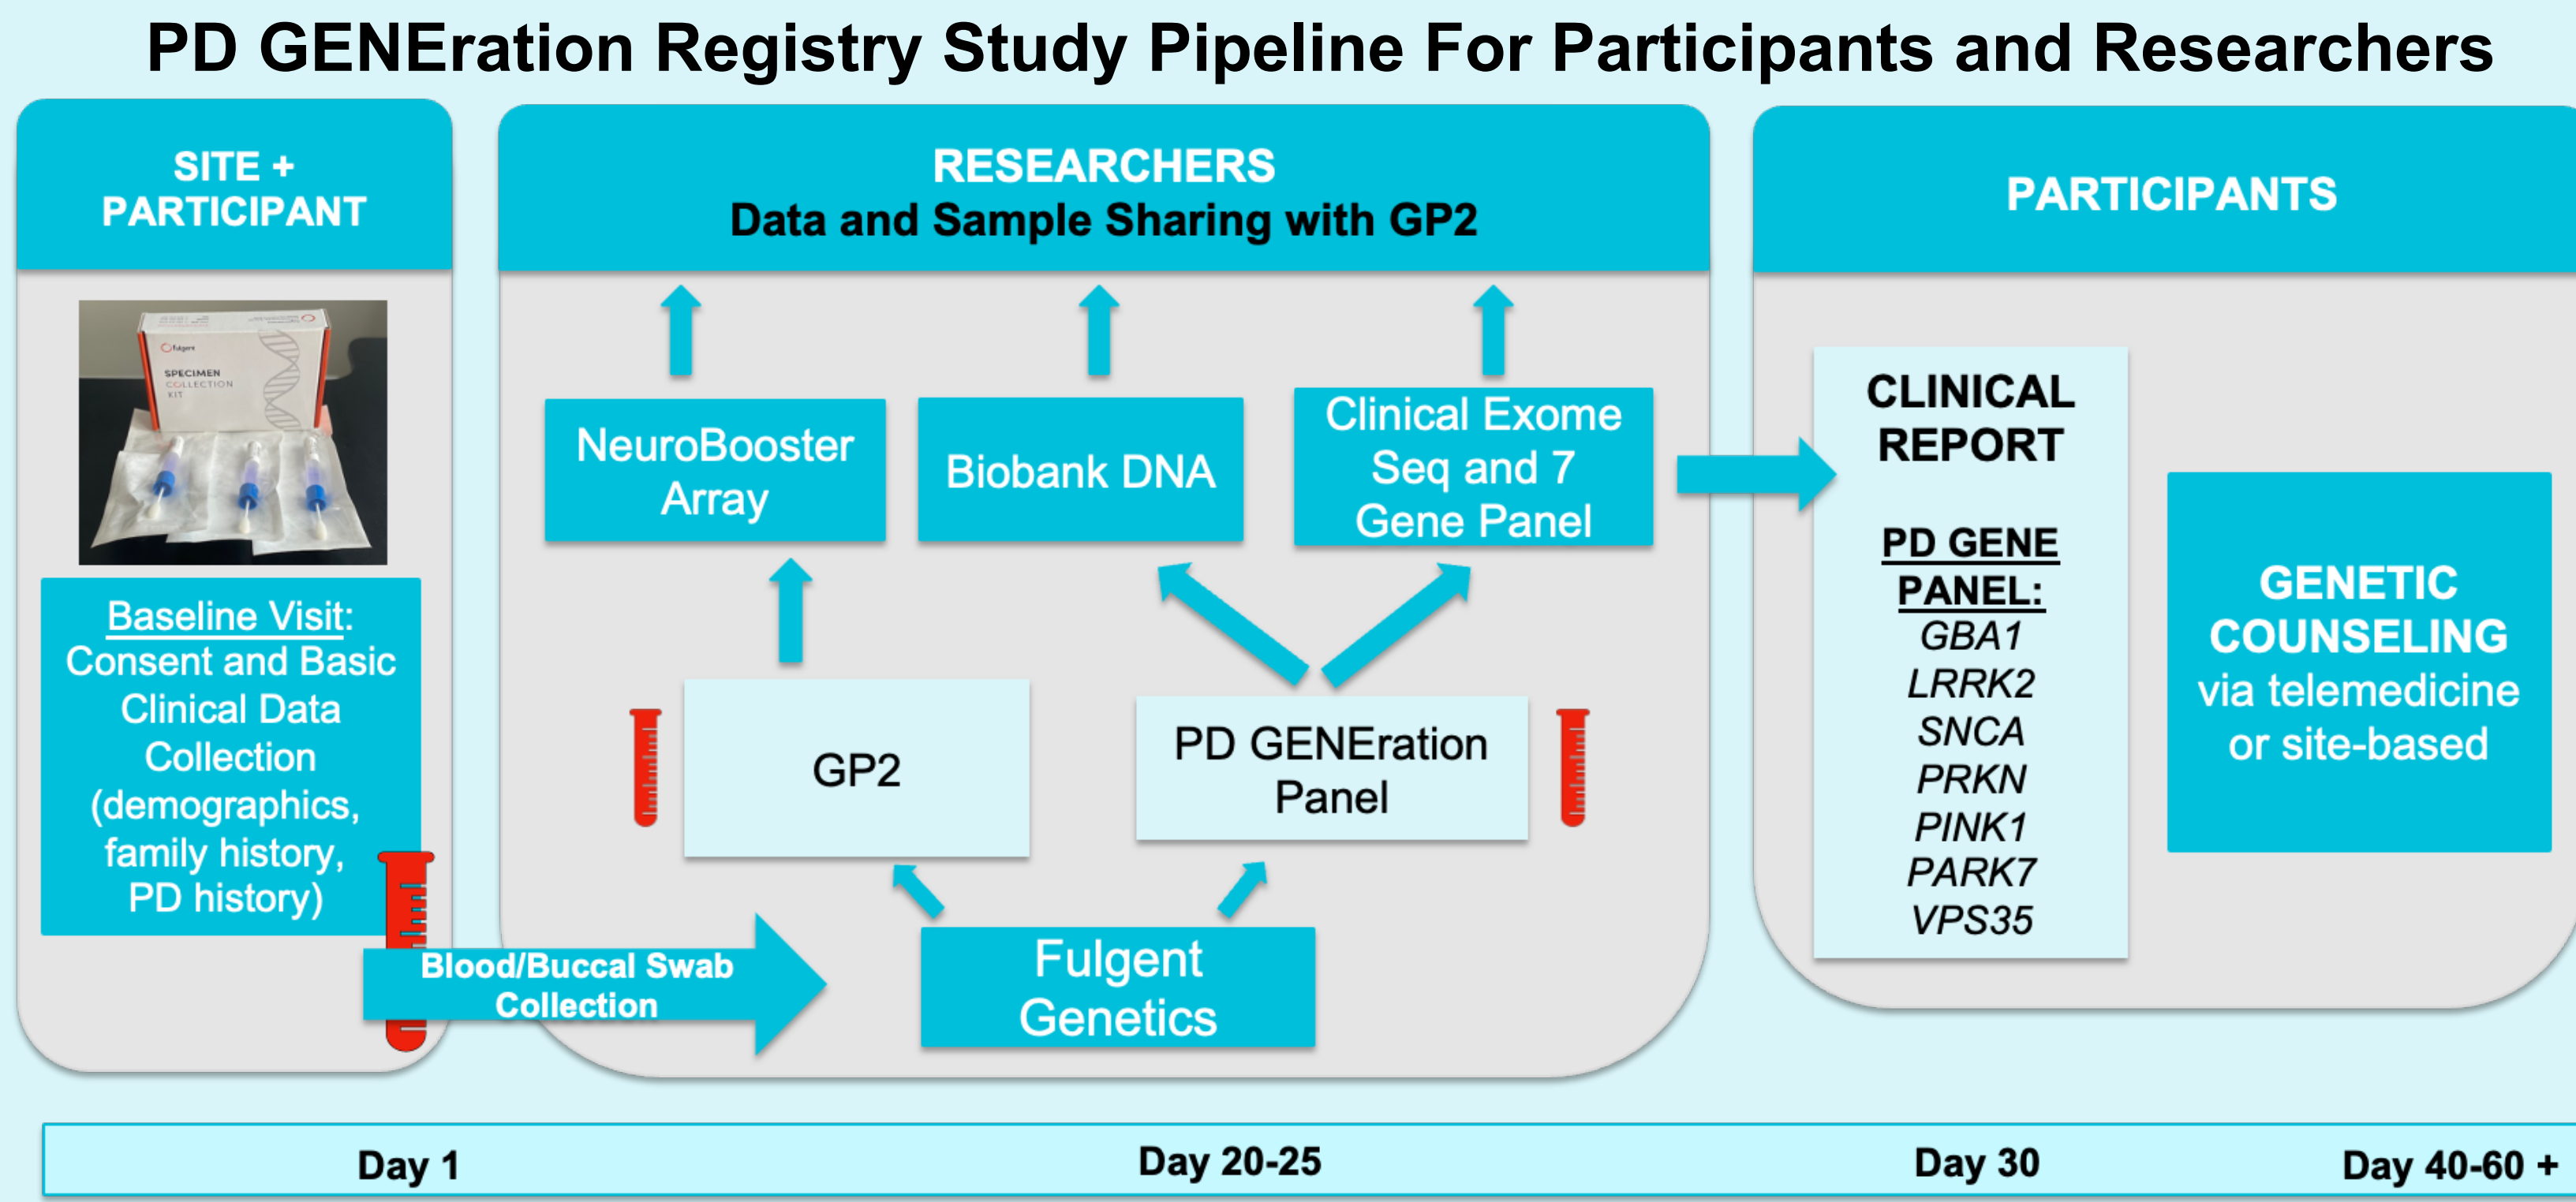 PD GENEration Registry Study Pipeline For Participants and Researchers
SITE +
PARTICIPANT
fulgent
SPECIMEN
COLLECTION
KIT
Baseline Visit:
Consent and Basic
Clinical Data
Collection
(demographics,
family history,
PD history)
Blood/Buccal Swab
Collection
RESEARCHERS
Data and Sample Sharing with GP2
NeuroBooster
Array
Biobank DNA
Clinical Exome
Seq and 7
Gene Panel
GP2
PD GENEration
Panel
Fulgent
Genetics
PARTICIPANTS
CLINICAL
REPORT
PD GENE
PANEL:
GBA1
LRRK2
SNCA
PRKN
PINK1
PARK7
VPS35
GENETIC
COUNSELING
via telemedicine
or site-based
Day 1
Day 20-25
Day 30
Day 40-60 +